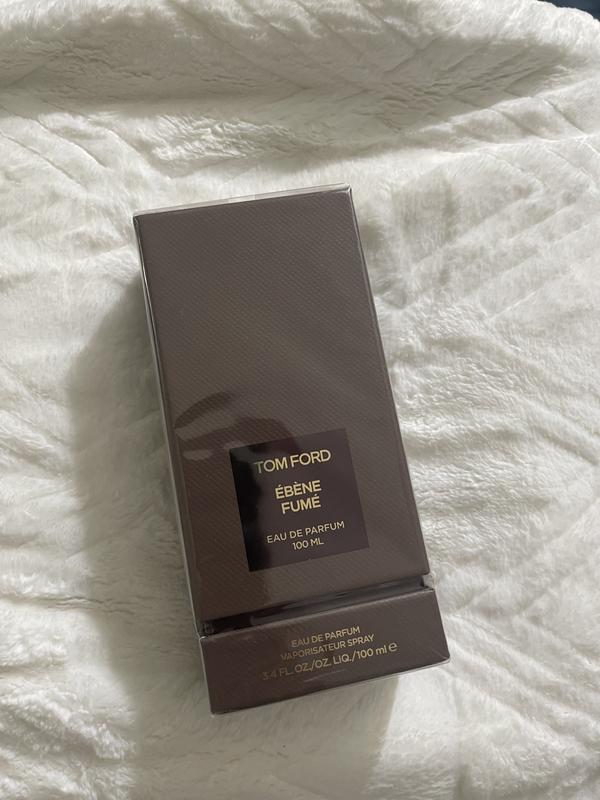 TOM FORD
ÉBÈNE
FUMÉ
EAU DE PARFUM
100 ML
EAU DE PARFUM
VAPORISATEUR SPRAY
3.4 FL. OZ./OZ. LIQ./100 ml ℮